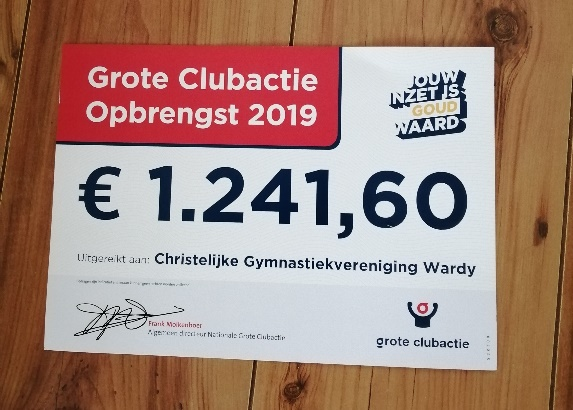 Grote Clubactie
Opbrengst 2019
JOUW
INZET IS
GOUD
WAARD
€ 1.241,60
Uitgereikt aan: Christelijke Gymnastiekvereniging Wardy
Frank Molkenboer
Algemeen directeur Nationale Grote Clubactie
grote clubactie